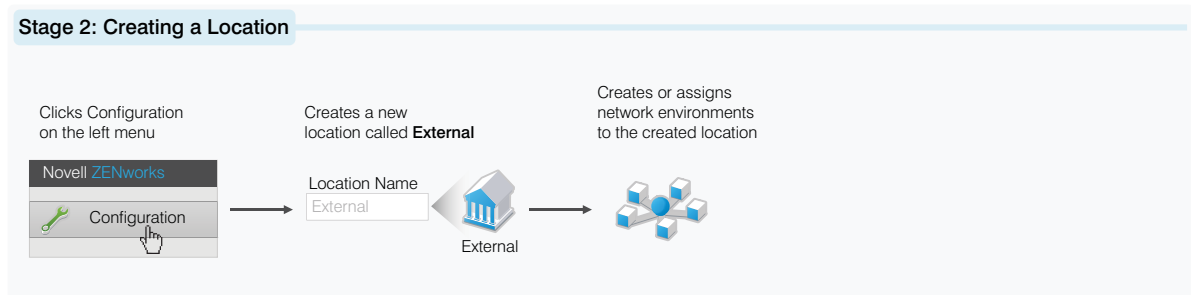 Stage 2: Creating a Location
Clicks Configuration
on the left menu
Novell ZENworks
Configuration
Creates a new
location called External
Location Name
External
External
Creates or assigns
network environments
to the created location